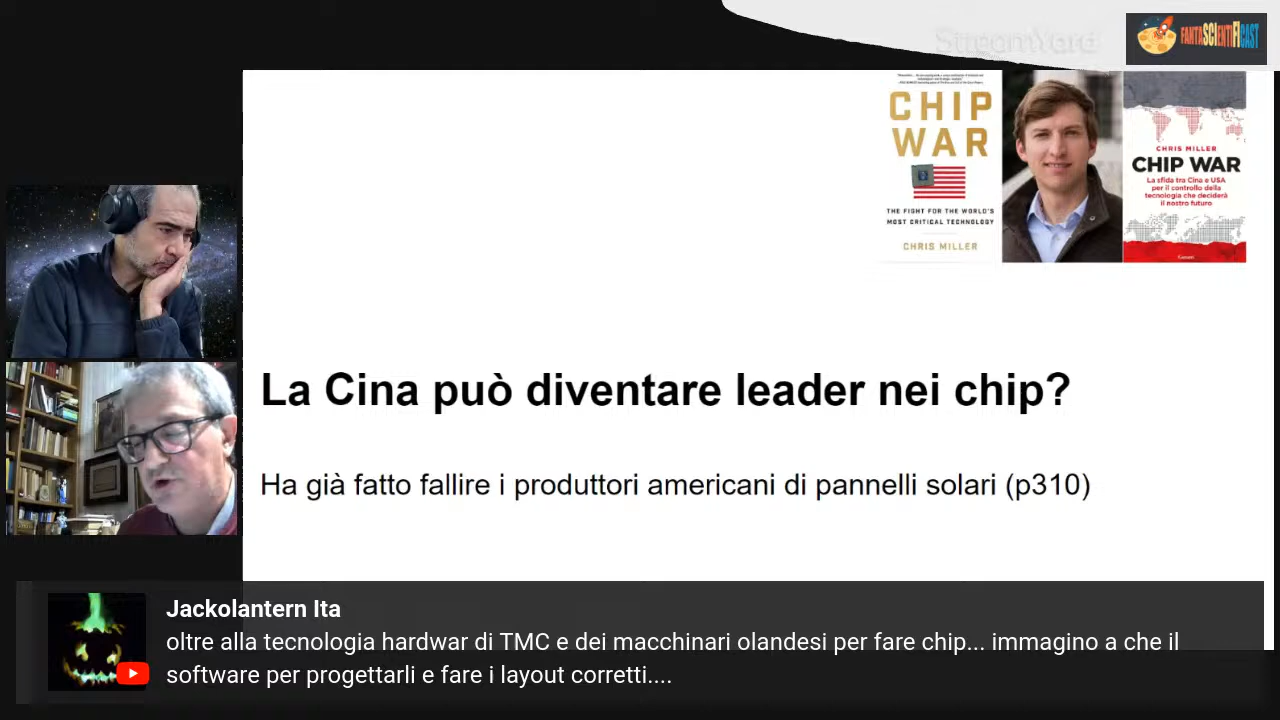 StreamYard
FANTASCIENTIFICAST
CHIP
WAR
THE FIGHT FOR THE WORLD'S
MOST CRITICAL TECHNOLOGY
CHRIS MILLER
CHRIS MILLER
CHIP WAR
La sfida tra Cina e USA
per il controllo della
tecnologia che deciderà
il nostro futuro
Garzanti
La Cina può diventare leader nei chip?
Ha già fatto fallire i produttori americani di pannelli solari (p310)
Jackolantern Ita
oltre alla tecnologia hardwar di TMC e dei macchinari olandesi per fare chip... immagino a che il
software per progettarli e fare i layout corretti....